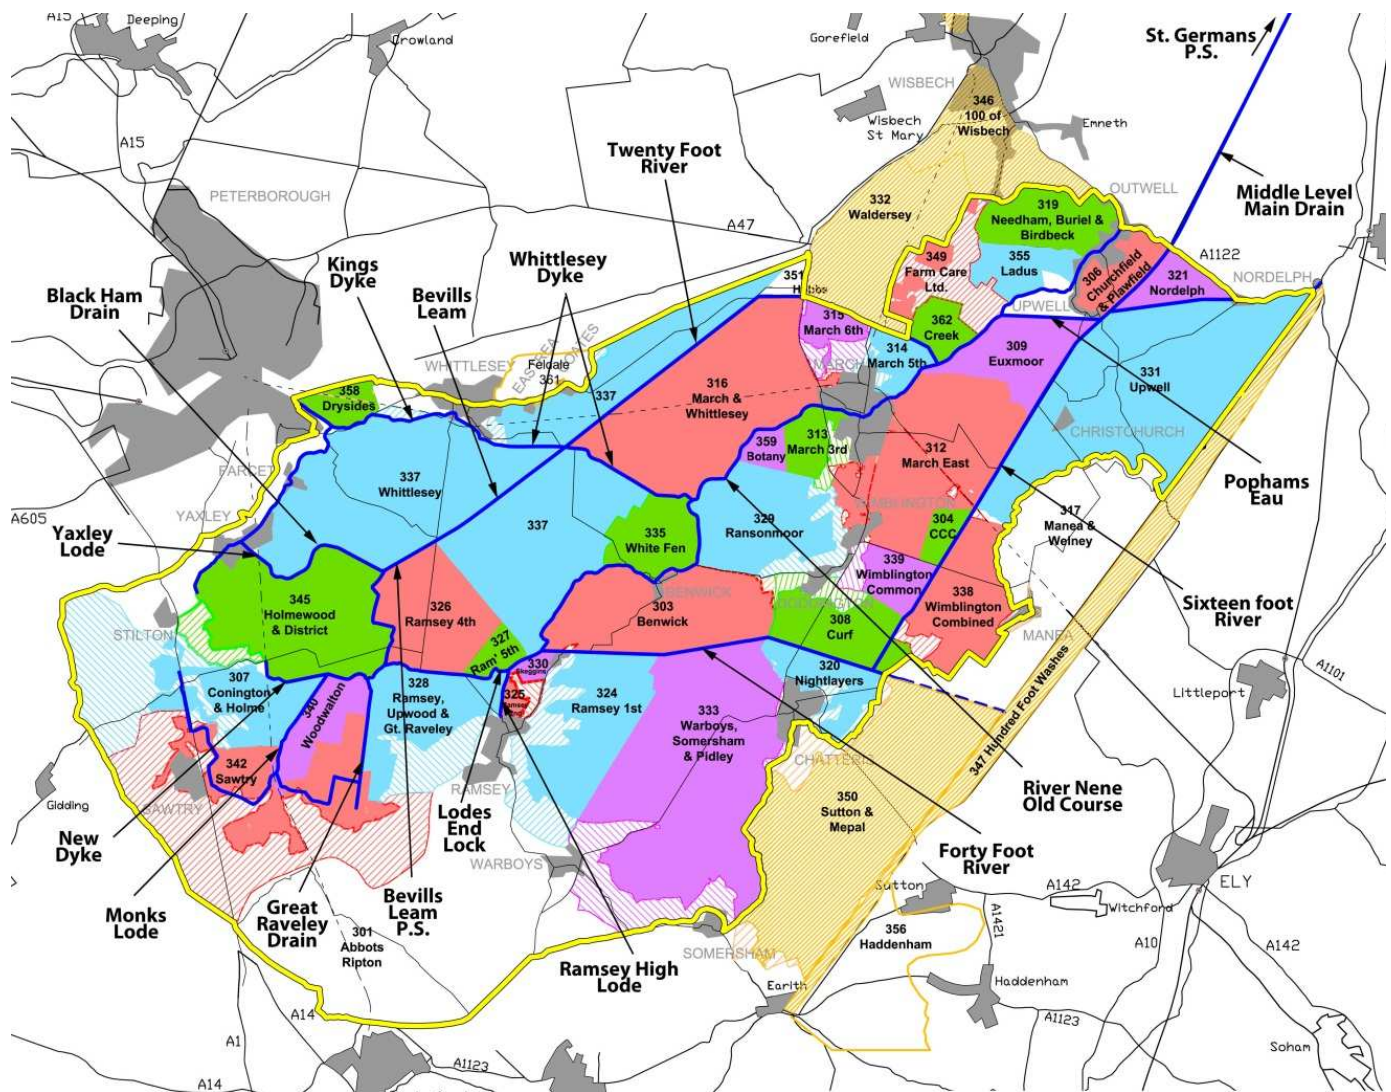 A15
Deeping
Crowland
Gorefield
St. Germans
P.S.
WISBECH
346
100 of
Wisbech
Emneth
Wisbech
St Mary
A15
Twenty Foot
River
OUTWELL
Middle Level
Main Drain
PETERBOROUGH
332
Waldersey
319
Needham, Buriel &
Birdbeck
A47
A1122
NORDELPH
Whittlesey
Dyke
Kings
Dyke
Bevills
Leam
Black Ham
Drain
351
349
Farm Care
Ltd.
355
Ladus
306
Churchfield
& Plawfield
321
Nordelph
UPWELL
315
March 6th
362
Creek
WHITTLESEY
EASTREA
COATES
Feldale
361
MARCH
314
March 5th
309
Euxmoor
331
Upwell
358
Drysides
337
316
March &
Whittlesey
CHRISTCHURCH
359
Botany
313
March 3rd
312
March East
FARCET
337
Whittlesey
Pophams
Eau
A605
YAXLEY
Yaxley
Lode
337
335
White Fen
329
Ransonmoor
WIMBLINGTON
304
CCC
317
Manea &
Welney
339
Wimblington
Common
BENWICK
DODDINGTON
338
Wimblington
Combined
Sixteen foot
River
345
Holmewood
& District
326
Ramsey 4th
303
Benwick
308
Curf
STILTON
327
Ram' 5th
MANEA
330
Skeggins
320
Nightlayers
A1101
Littleport
307
Conington
& Holme
340
Woodwalton
328
Ramsey,
Upwood &
Gt. Raveley
325
324
Ramsey 1st
333
Warboys,
Somersham
& Pidley
347 Hundred Foot Washes
342
Sawtry
CHATTERIS
Gidding
SAWTRY
RAMSEY
350
Sutton &
Mepal
River Nene
Old Course
New
Dyke
Lodes
End
Lock
WARBOYS
Forty Foot
River
Sutton
A142
ELY
Monks
Lode
Great
Raveley
Drain
Bevills
Leam
P.S.
Witchford
A1421
301
Abbots
Ripton
356
Haddenham
A10
A142
SOMERSHAM
Ramsey High
Lode
Earith
Haddenham
A14
A1123
A1
Soham
A1123
A14